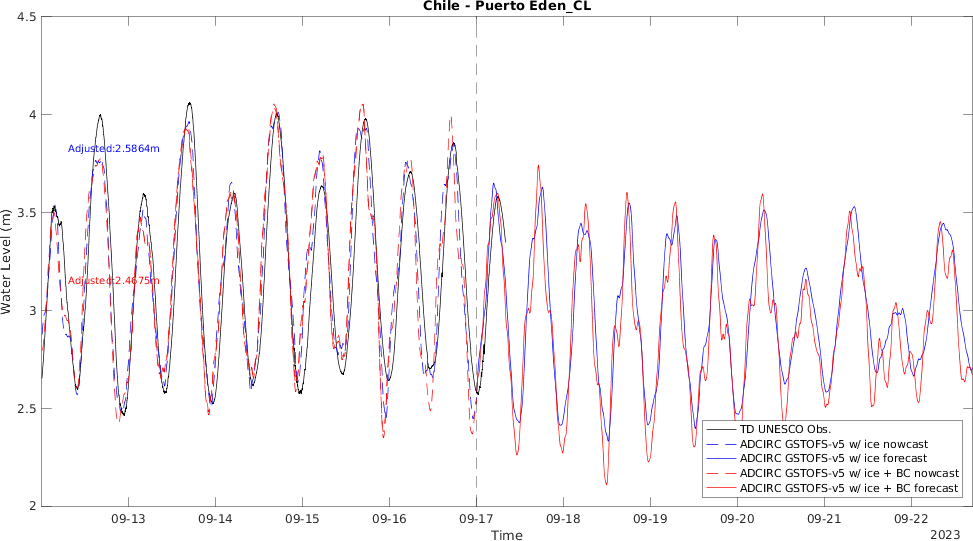 Chile - Puerto Eden_CL
4.5
4
3.5
3
2.5
2
Water Level (m)
Adjusted:2.5864m
Adjusted:2.4675m
TD UNESCO Obs.
ADCIRC GSTOFS-v5 w/ ice nowcast
ADCIRC GSTOFS-v5 w/ ice forecast
ADCIRC GSTOFS-v5 w/ ice + BC nowcast
ADCIRC GSTOFS-v5 w/ ice + BC forecast
09-13 09-14 09-15 09-16 09-17 09-18 09-19 09-20 09-21 09-22
Time
2023